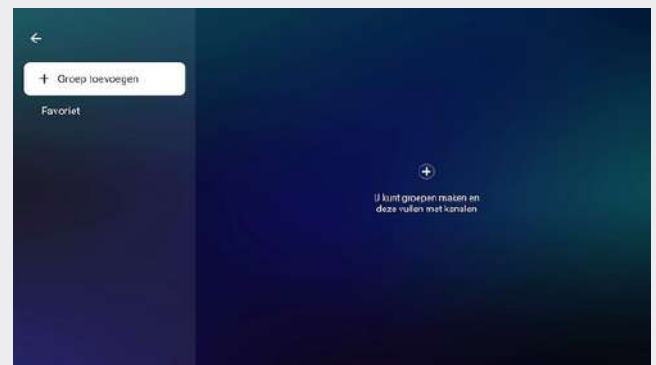 + Groep toevoegen
Favoriet
U kunt groepen maken en
deze vullen met kanalen